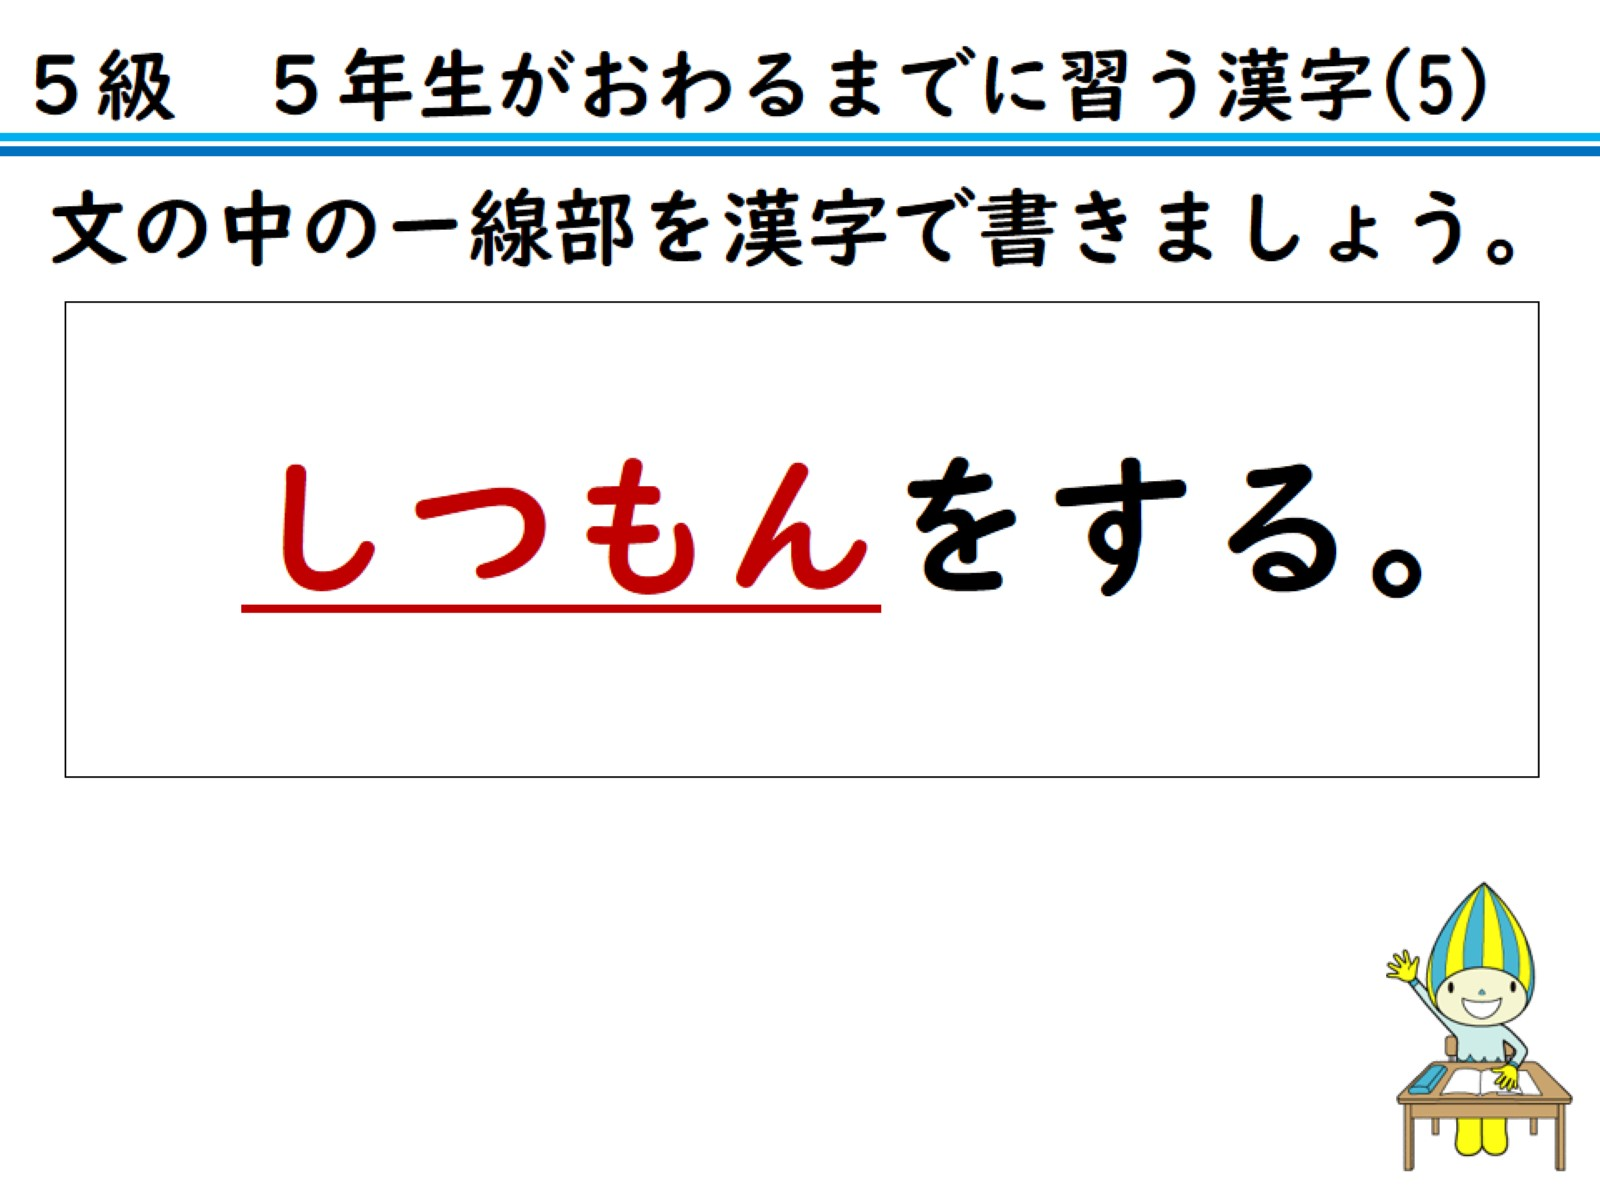 ５級　５年生がおわるまでに習う漢字(5)
文の中の―線部を漢字で書きましょう。
しつもんをする。